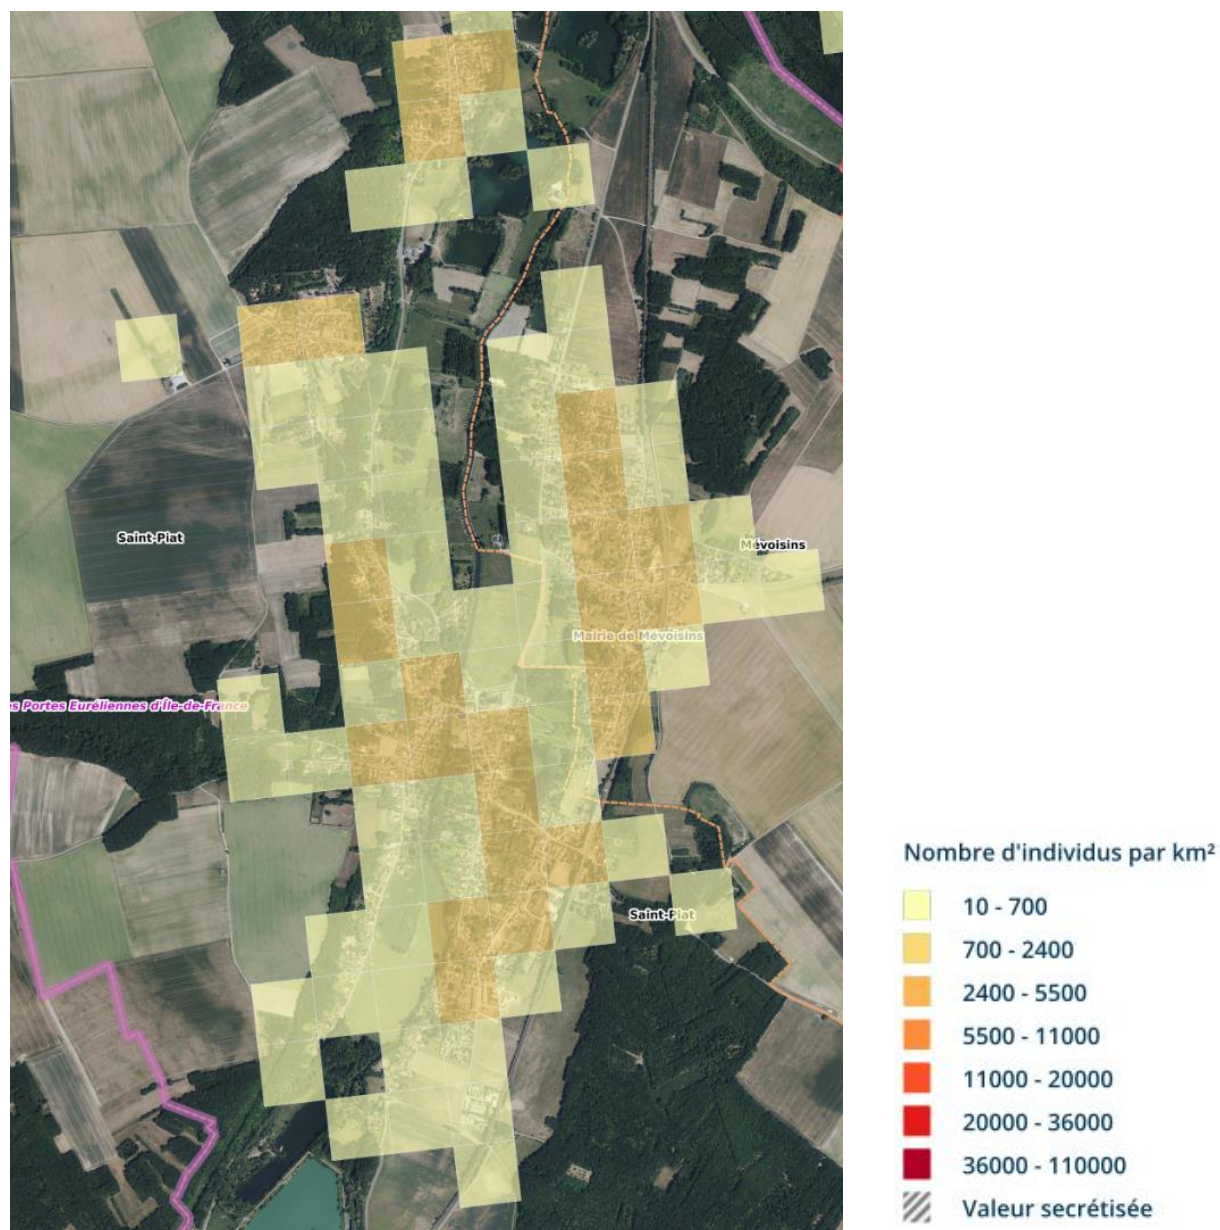 Saint-Piat
Mévoisins
Mairie de Mévoisins
s Portes Euréliennes d'Île-de-France
Saint-Piat
Nombre d'individus par km²
10 - 700
700 - 2400
2400 - 5500
5500 - 11000
11000 - 20000
20000 - 36000
36000 - 110000
Valeur secrétisée